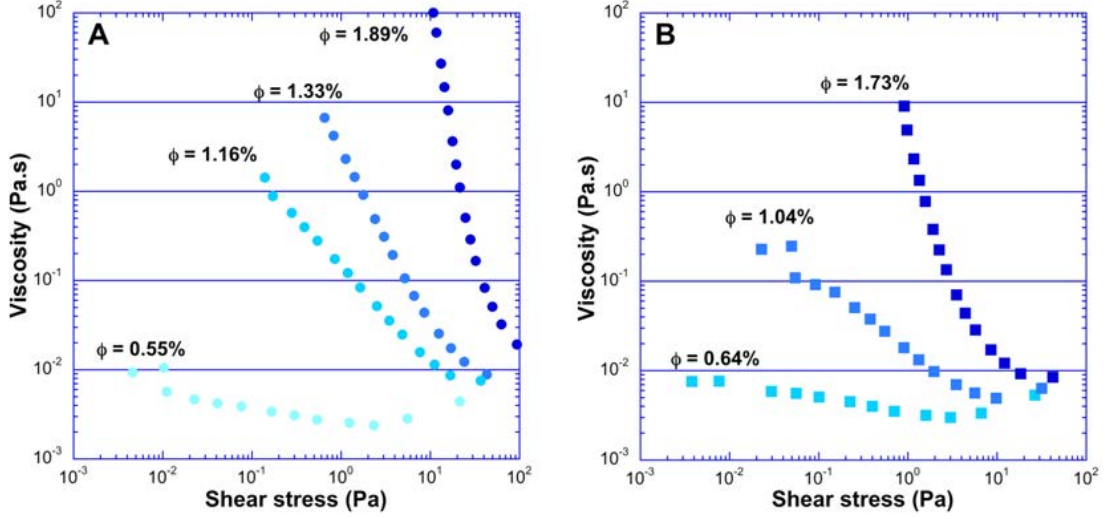 A
B
10²
10¹
10⁰
10⁻¹
10⁻²
10⁻³
Viscosity (Pa.s)
ϕ = 1.89%
ϕ = 1.33%
ϕ = 1.16%
ϕ = 0.55%
10⁻³ 10⁻² 10⁻¹ 10⁰ 10¹ 10²
Shear stress (Pa)
10²
10¹
10⁰
10⁻¹
10⁻²
10⁻³
Viscosity (Pa.s)
ϕ = 1.73%
ϕ = 1.04%
ϕ = 0.64%
10⁻³ 10⁻² 10⁻¹ 10⁰ 10¹ 10²
Shear stress (Pa)